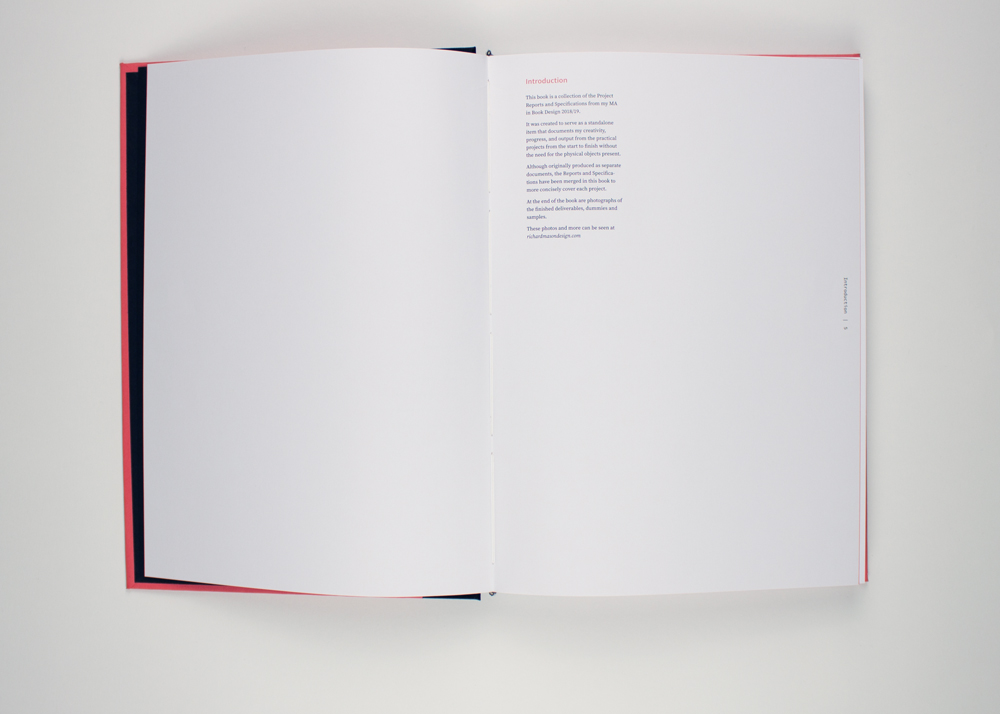 Introduction
This book is a collection of the Project
Reports and Specifications from my MA
in Book Design 2018/19.
It was created to serve as a standalone
item that documents my creativity,
progress, and output from the practical
projects from the start to finish without
the need for the physical objects present.
Although originally produced as separate
documents, the Reports and Specifica-
tions have been merged in this book to
more concisely cover each project.
At the end of the book are photographs of
the finished deliverables, dummies and
samples.
These photos and more can be seen at
richardmasondesign.com
Introduction |